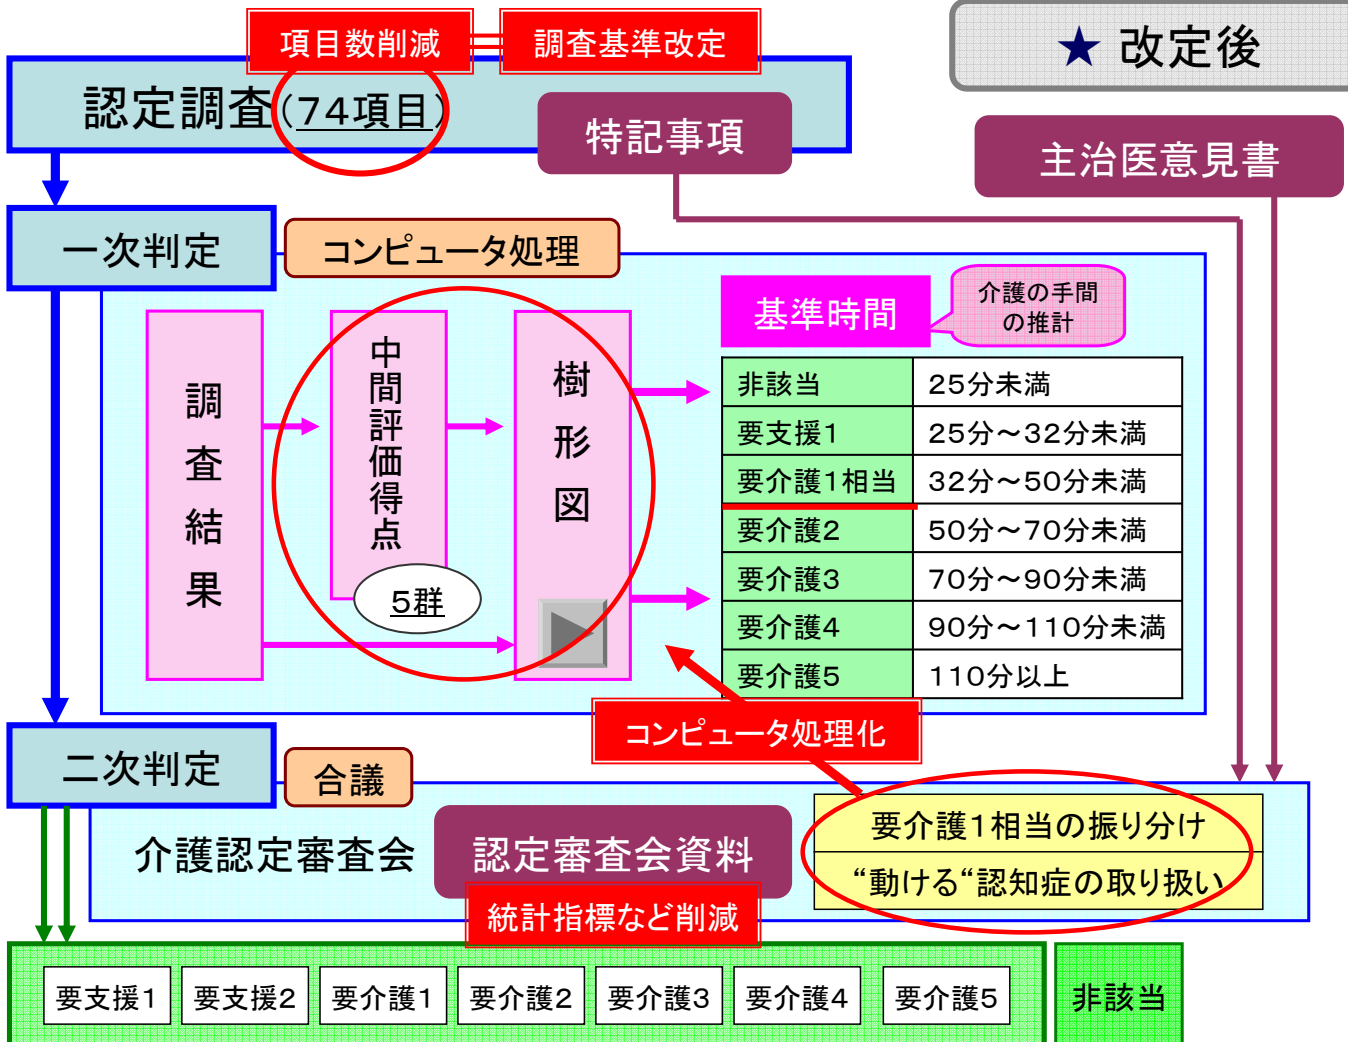 項目数削減
調査基準改定
★ 改定後
認定調査(74項目)
特記事項
主治医意見書
一次判定
コンピュータ処理
調査結果
中間評価得点
5群
樹形図
基準時間
介護の手間
の推計
非該当 25分未満
要支援1 25分～32分未満
要介護1相当 32分～50分未満
要介護2 50分～70分未満
要介護3 70分～90分未満
要介護4 90分～110分未満
要介護5 110分以上
コンピュータ処理化
二次判定
合議
介護認定審査会
認定審査会資料
統計指標など削減
要介護1相当の振り分け
“動ける“認知症の取り扱い
要支援1
要支援2
要介護1
要介護2
要介護3
要介護4
要介護5
非該当